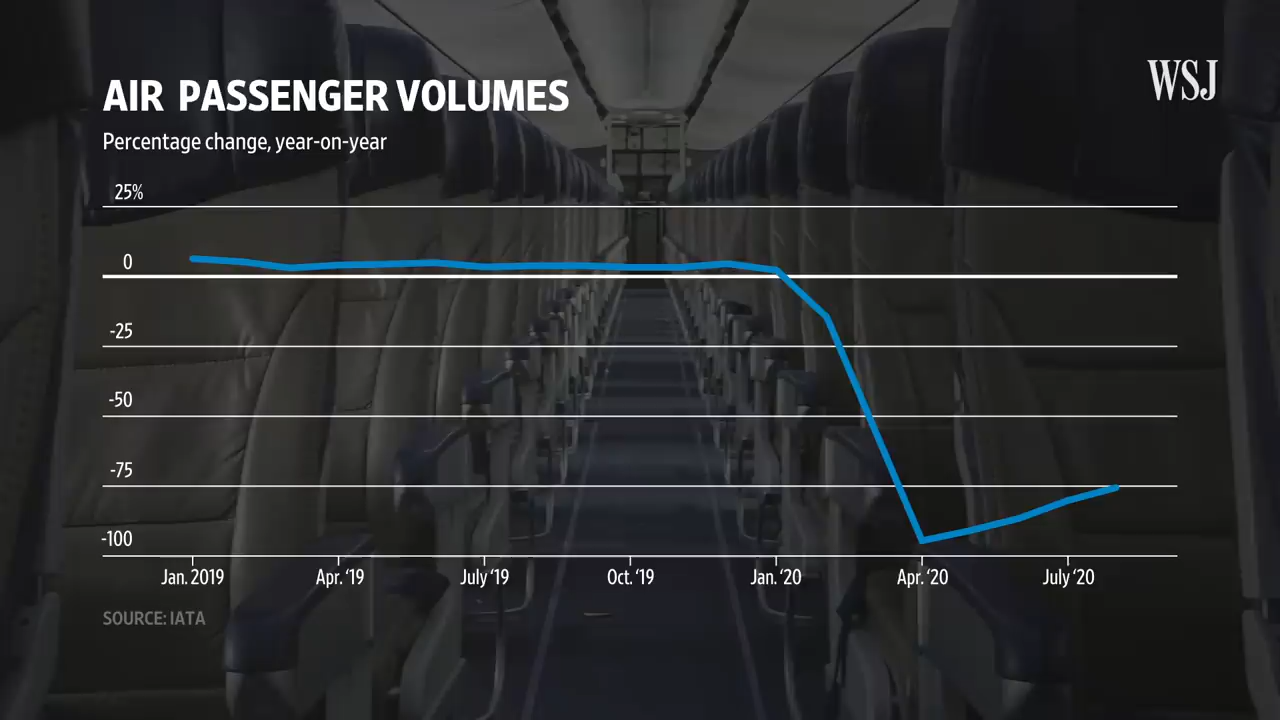 AIR PASSENGER VOLUMES
WSJ
Percentage change, year-on-year
25%
0
-25
-50
-75
-100
Jan. 2019 Apr. ‘19 July ‘19 Oct. ‘19 Jan. ‘20 Apr. ‘20 July ‘20
SOURCE: IATA